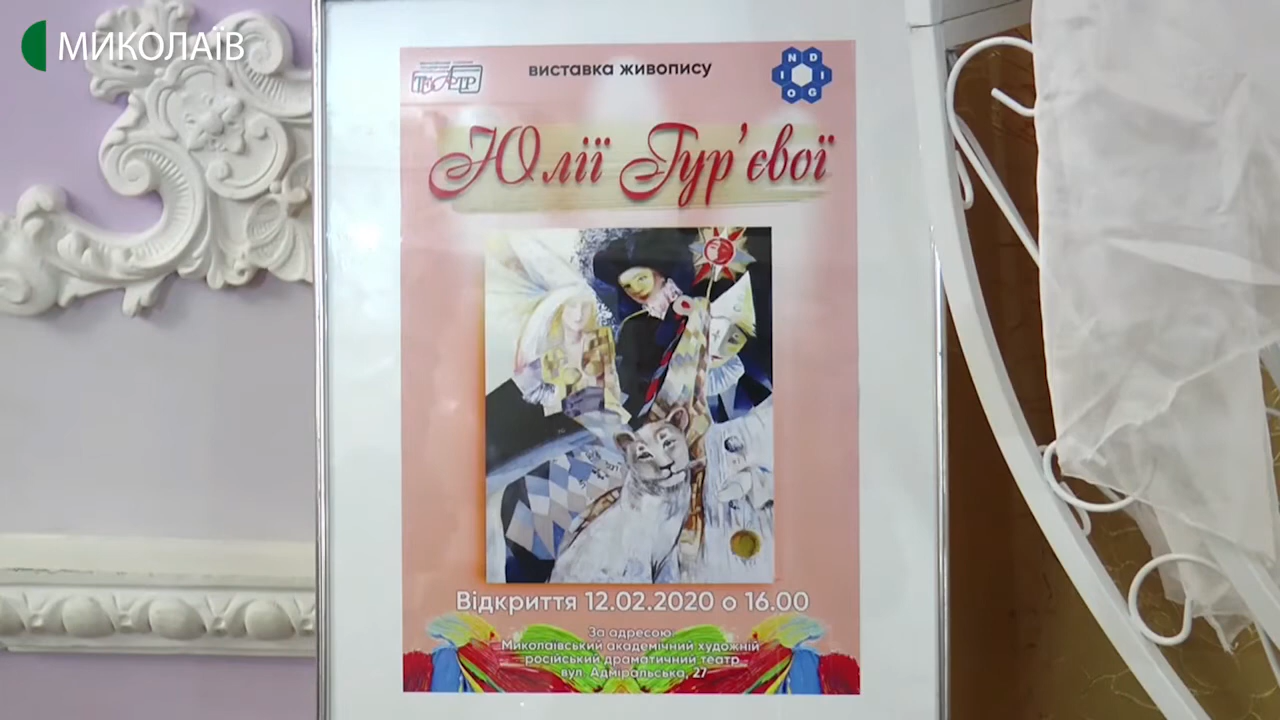 МИКОЛАЇВ
ТЕАТР
виставка живопису
N D
I I
O G
Юлії Гур'євої
Відкриття 12.02.2020 о 16.00
За адресою:
Миколаївський академічний художній
російський драматичний театр
вул. Адміральська, 27